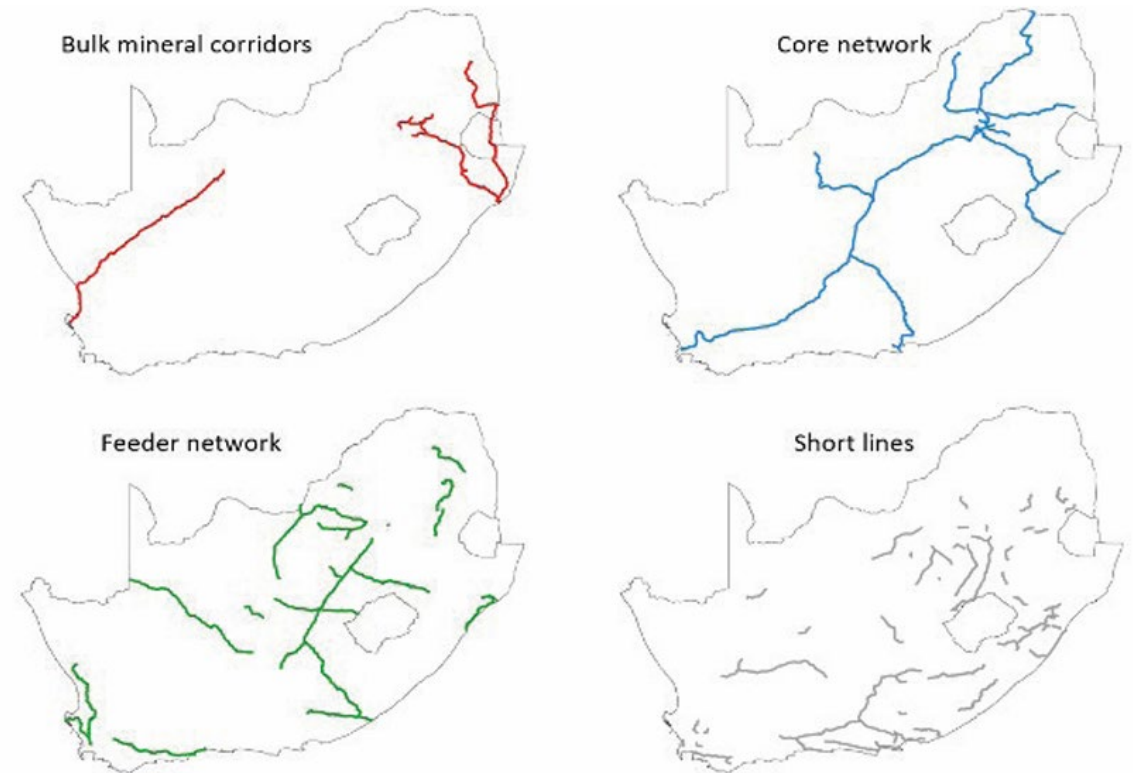 Bulk mineral corridors
Core network
Feeder network
Short lines